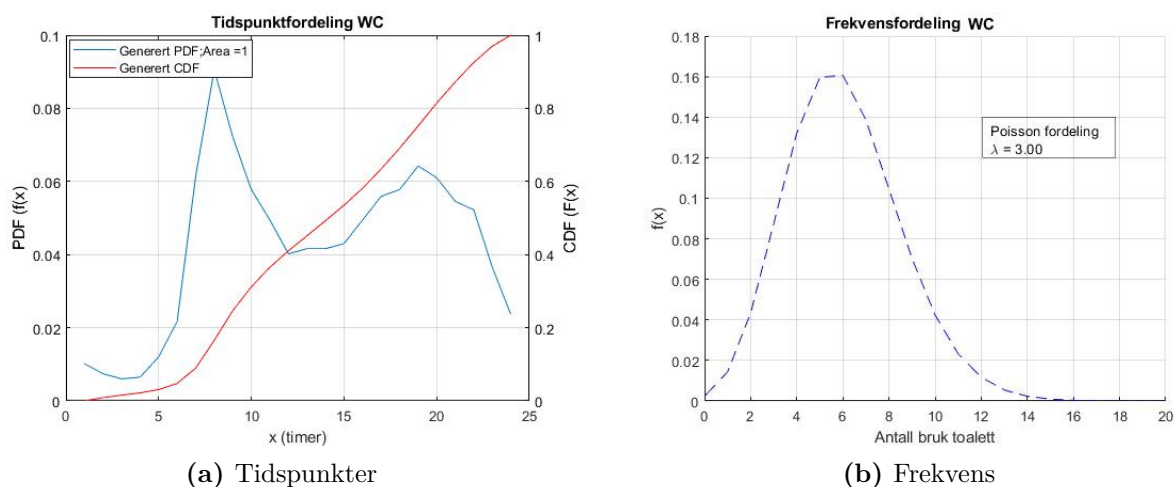 Tidspunktfordeling WC
Generert PDF;Area =1
Generert CDF
PDF (f(x)
0.1
0.08
0.06
0.04
0.02
0
1
0.8
0.6
0.4
0.2
0
CDF (F(x)
0 5 10 15 20 25
x (timer)
(a) Tidspunkter
Frekvensfordeling WC
f(x)
0.18
0.16
0.14
0.12
0.10
0.08
0.06
0.04
0.02
0
Poisson fordeling
λ = 3.00
0 2 4 6 8 10 12 14 16 18 20
Antall bruk toalett
(b) Frekvens